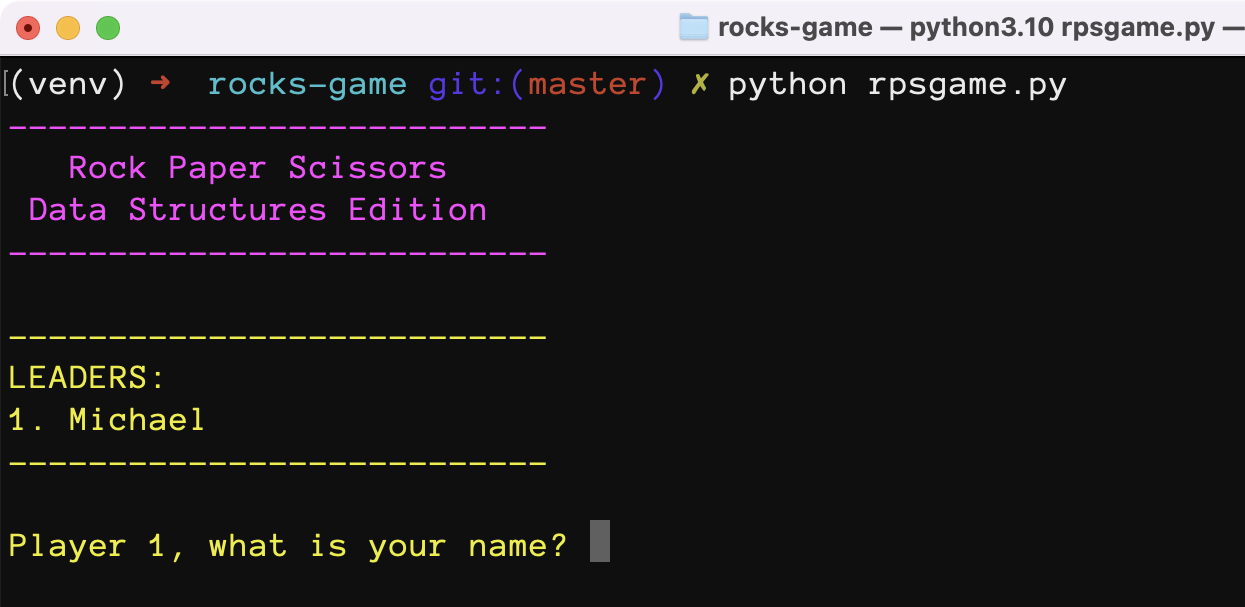 rocks-game — python3.10 rpsgame.py —
(venv) ➜  rocks-game git:(master) ✗ python rpsgame.py
---------------------------
   Rock Paper Scissors
 Data Structures Edition
---------------------------
---------------------------
LEADERS:
1. Michael
---------------------------
Player 1, what is your name?